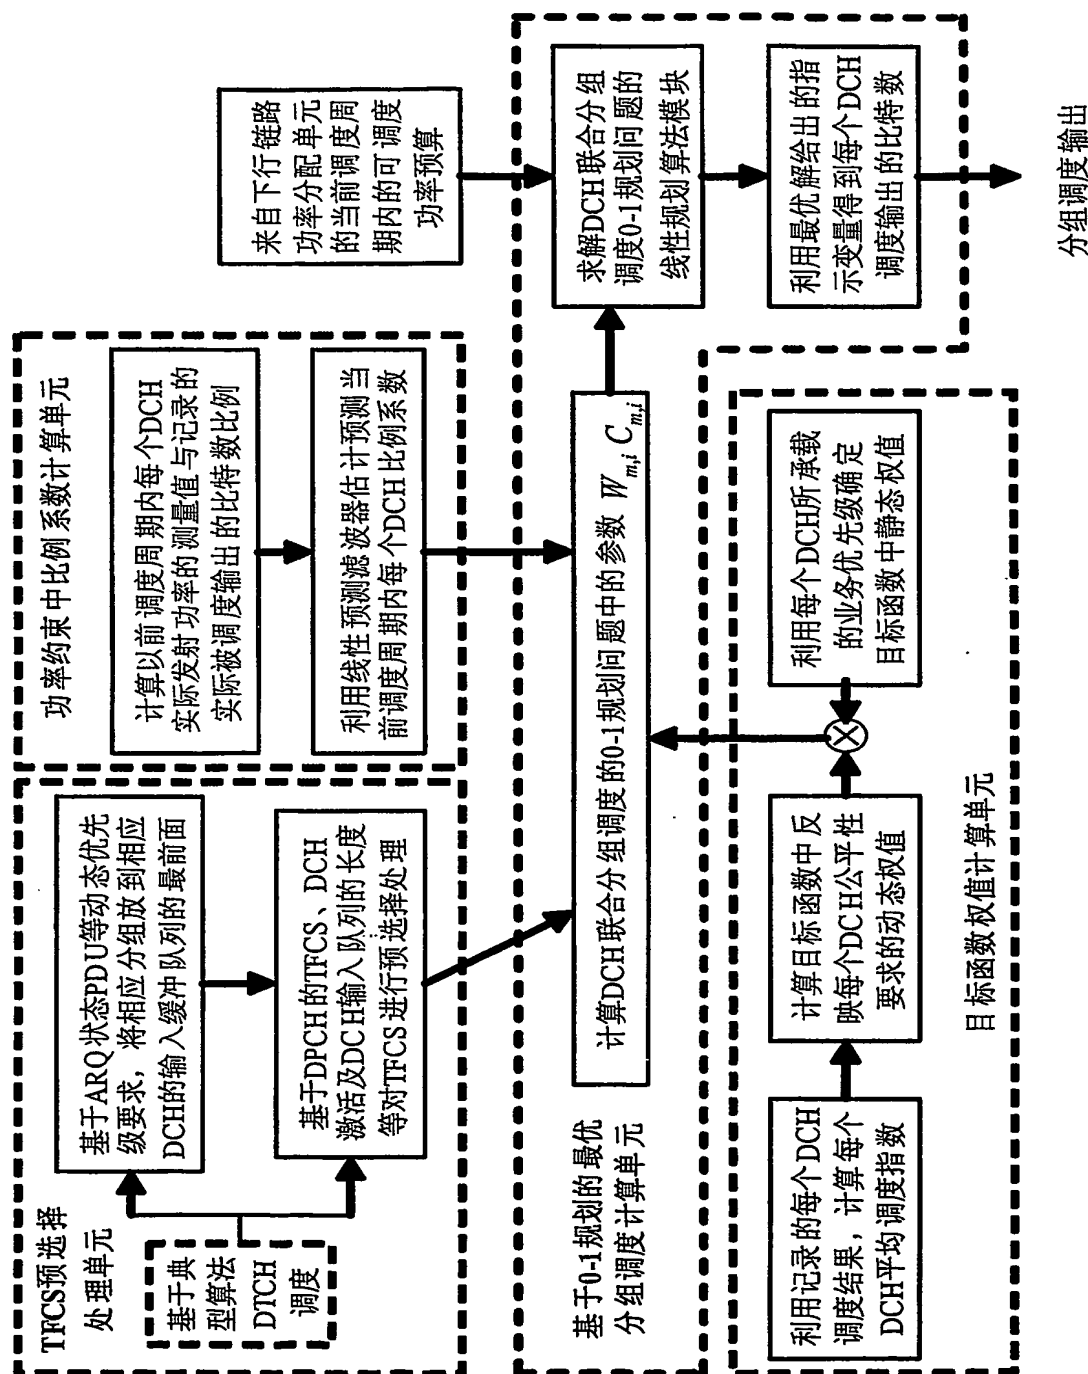 TFCS预选择
处理单元
基于典
型算法
DTCH
调度
基于ARQ状态PDU等动态优先
级要求，将相应分组放到相应
DCH的输入缓冲队列的最前面
基于DPCH的TFCS、DCH
激活及DCH输入队列的长度
等对TFCS进行预选择处理
功率约束中比例系数计算单元
计算以前调度周期内每个DCH
实际发射功率的测量值与记录的
实际被调度输出的比特数比例
利用线性预测滤波器估计预测当
前调度周期内每个DCH比例系数
来自下行链路
功率分配单元
的当前调度周
期内的可调度
功率预算
基于0-1规划的最优
分组调度计算单元
计算DCH联合分组调度的0-1规划问题中的参数 W_{m,i} C_{m,i}
求解DCH联合分组
调度0-1规划问题的
线性规划算法模块
利用最优解给出的指
示变量得到每个DCH
调度输出的比特数
分组调度输出
利用记录的每个DCH
调度结果，计算每个
DCH平均调度指数
计算目标函数中反
映每个DCH公平性
要求的动态权值
利用每个DCH所承载
的业务优先级确定
目标函数中静态权值
目标函数权值计算单元